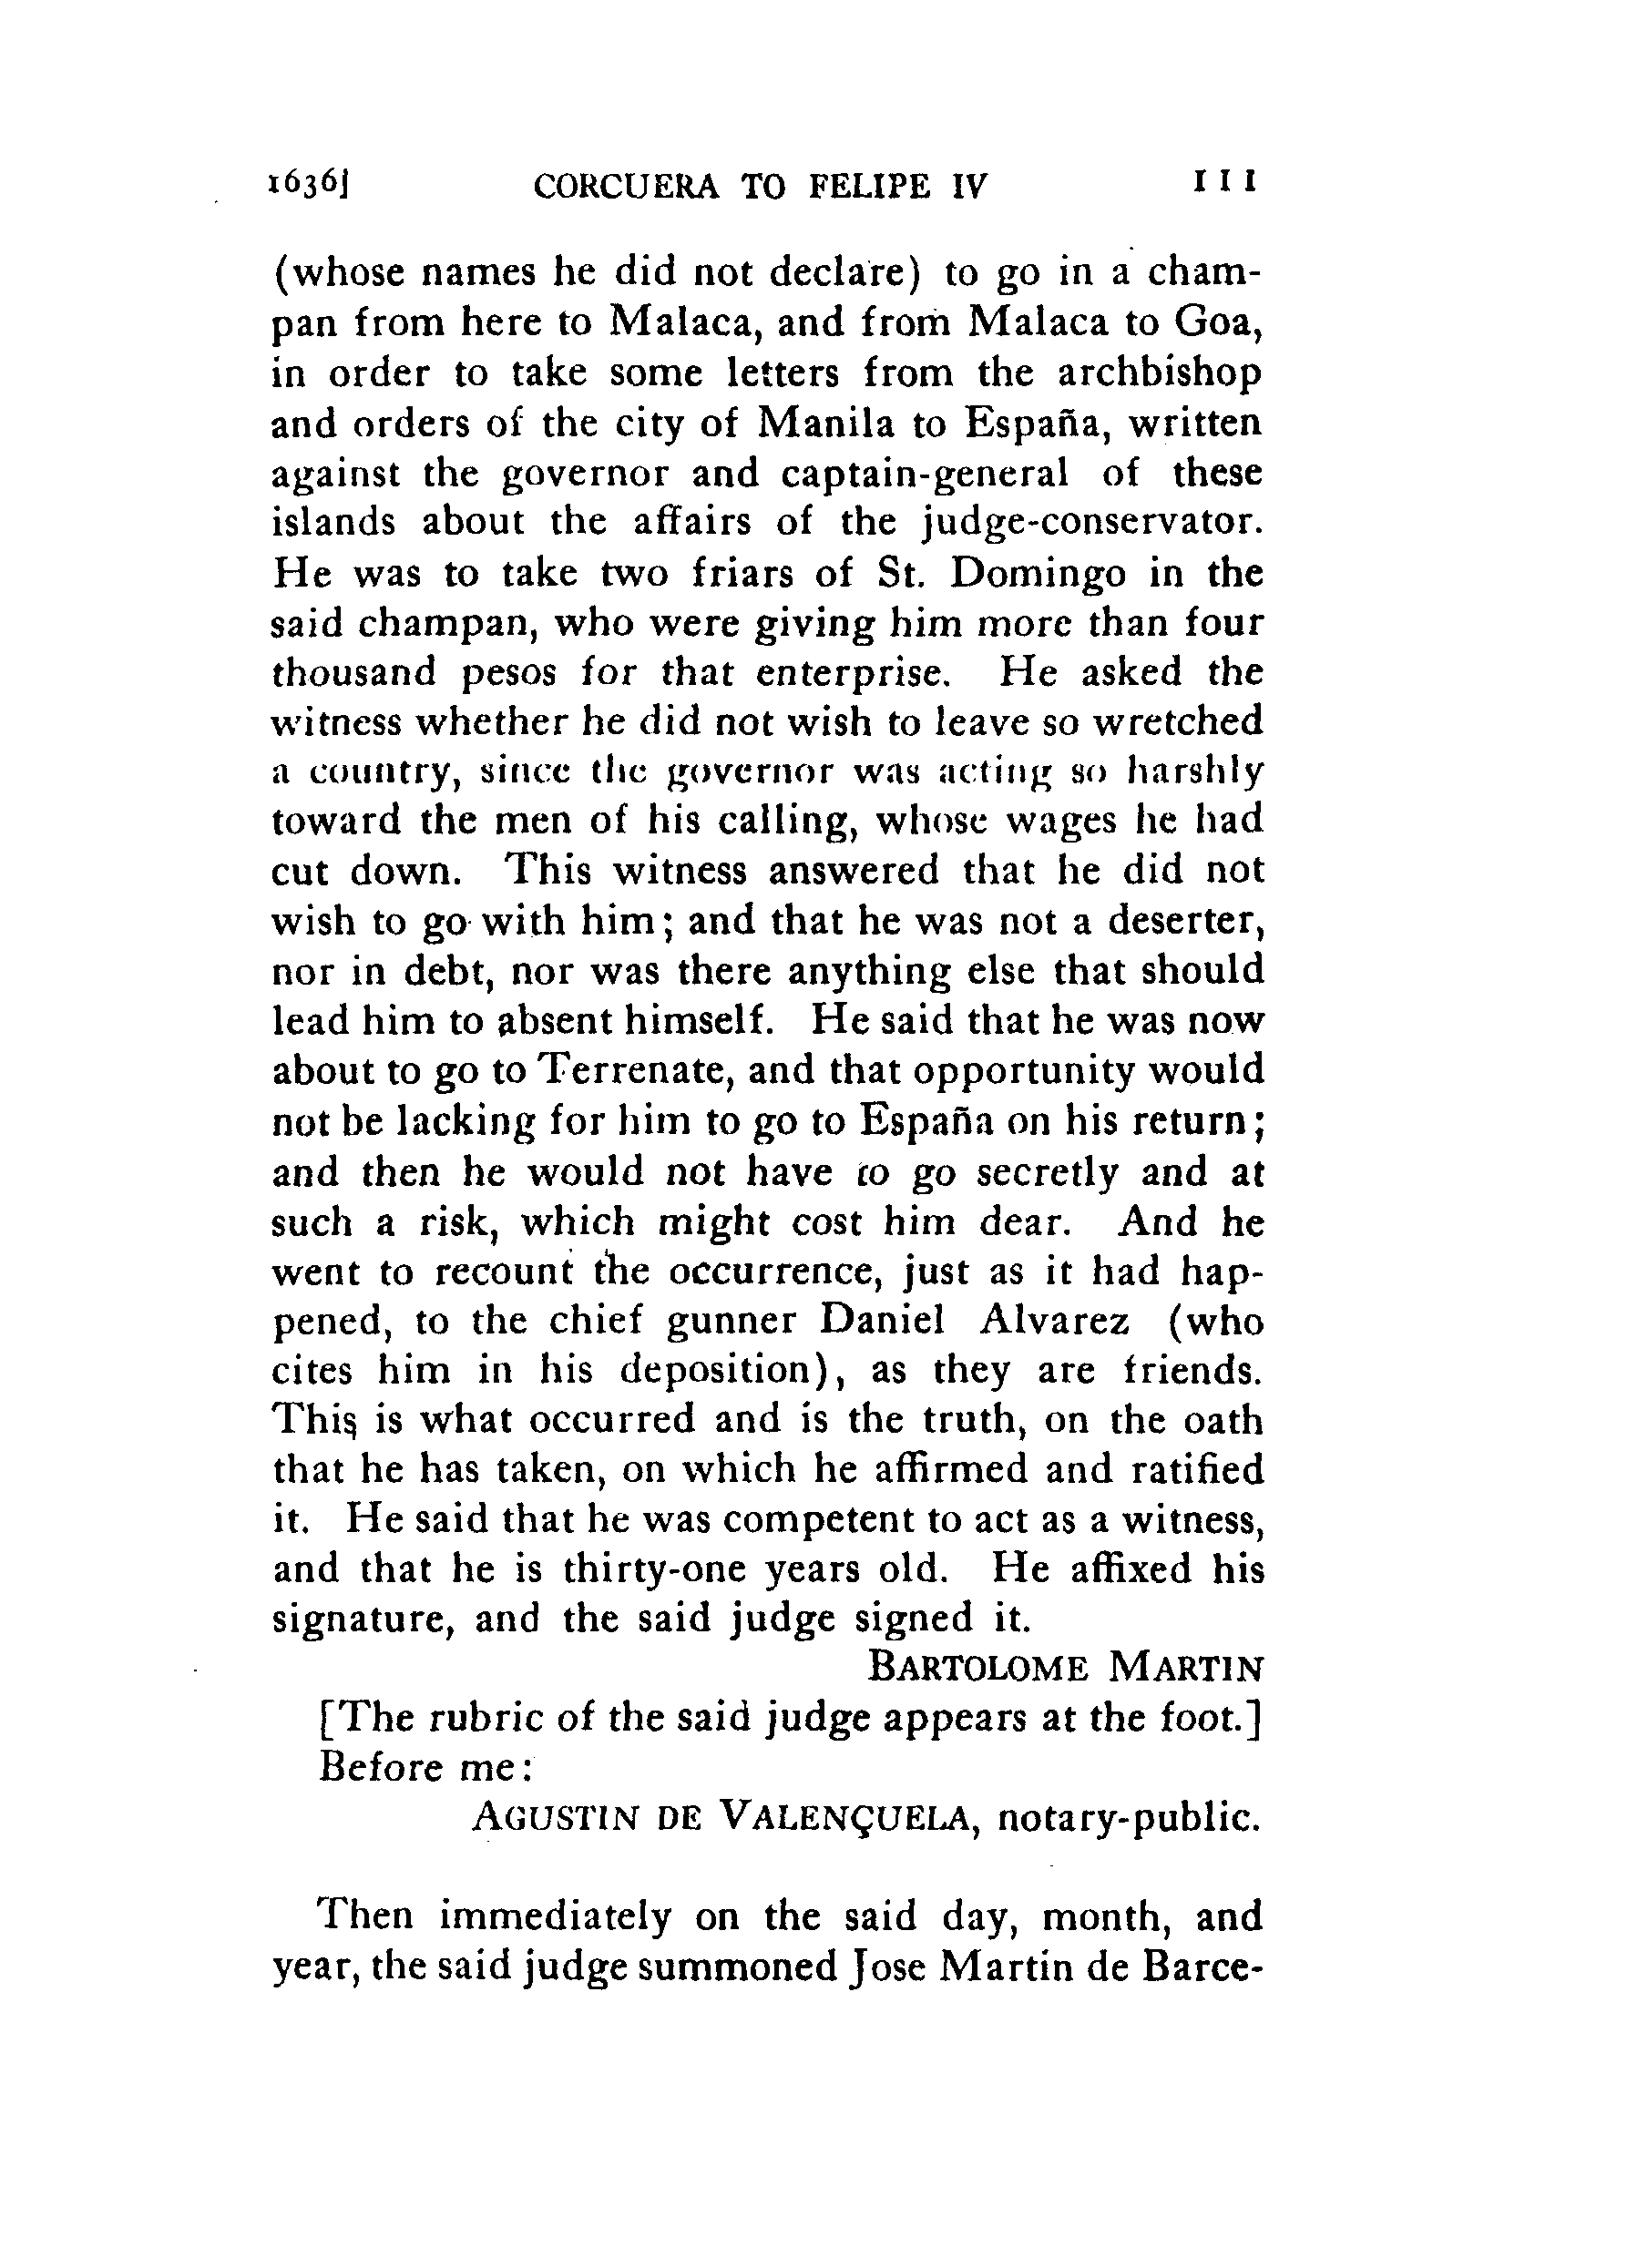 1636] CORCUERA TO FELIPE IV 111
(whose names he did not declare) to go in a cham-
pan from here to Malaca, and from Malaca to Goa,
in order to take some letters from the archbishop
and orders of the city of Manila to España, written
against the governor and captain-general of these
islands about the affairs of the judge-conservator.
He was to take two friars of St. Domingo in the
said champan, who were giving him more than four
thousand pesos for that enterprise. He asked the
witness whether he did not wish to leave so wretched
a country, since the governor was acting so harshly
toward the men of his calling, whose wages he had
cut down. This witness answered that he did not
wish to go with him; and that he was not a deserter,
nor in debt, nor was there anything else that should
lead him to absent himself. He said that he was now
about to go to Terrenate, and that opportunity would
not be lacking for him to go to España on his return;
and then he would not have to go secretly and at
such a risk, which might cost him dear. And he
went to recount the occurrence, just as it had hap-
pened, to the chief gunner Daniel Alvarez (who
cites him in his deposition), as they are friends.
This is what occurred and is the truth, on the oath
that he has taken, on which he affirmed and ratified
it. He said that he was competent to act as a witness,
and that he is thirty-one years old. He affixed his
signature, and the said judge signed it.
BARTOLOME MARTIN
[The rubric of the said judge appears at the foot.]
Before me:
AGUSTIN DE VALENÇUELA, notary-public.
Then immediately on the said day, month, and
year, the said judge summoned Jose Martin de Barce-